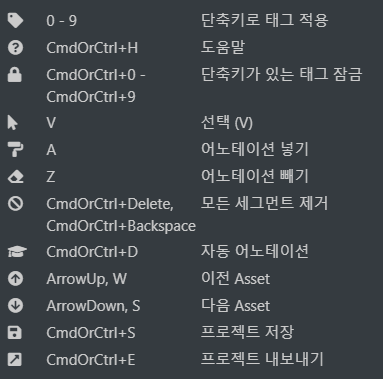 0 - 9 단축키로 태그 적용
CmdOrCtrl+H 도움말
CmdOrCtrl+0 - 단축키가 있는 태그 잠금
CmdOrCtrl+9
V 선택 (V)
A 어노테이션 넣기
Z 어노테이션 빼기
CmdOrCtrl+Delete, 모든 세그먼트 제거
CmdOrCtrl+Backspace
CmdOrCtrl+D 자동 어노테이션
ArrowUp, W 이전 Asset
ArrowDown, S 다음 Asset
CmdOrCtrl+S 프로젝트 저장
CmdOrCtrl+E 프로젝트 내보내기